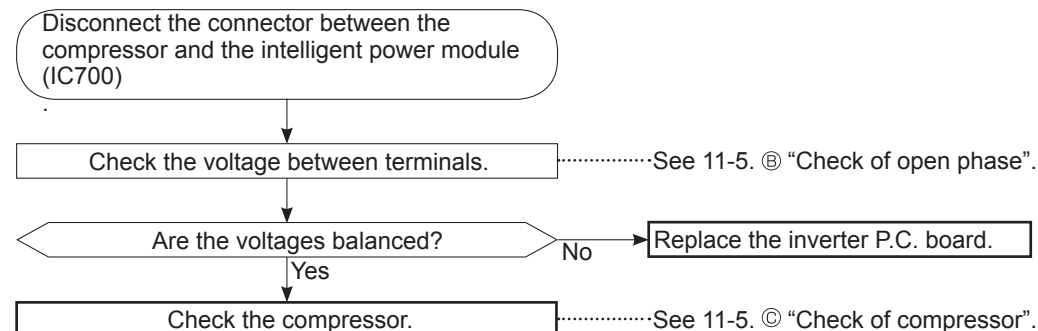 Disconnect the connector between the
compressor and the intelligent power module
(IC700)
.
Check the voltage between terminals.
See 11-5. Ⓑ “Check of open phase”.
Are the voltages balanced?
No
Replace the inverter P.C. board.
Yes
Check the compressor.
See 11-5. Ⓒ “Check of compressor”.